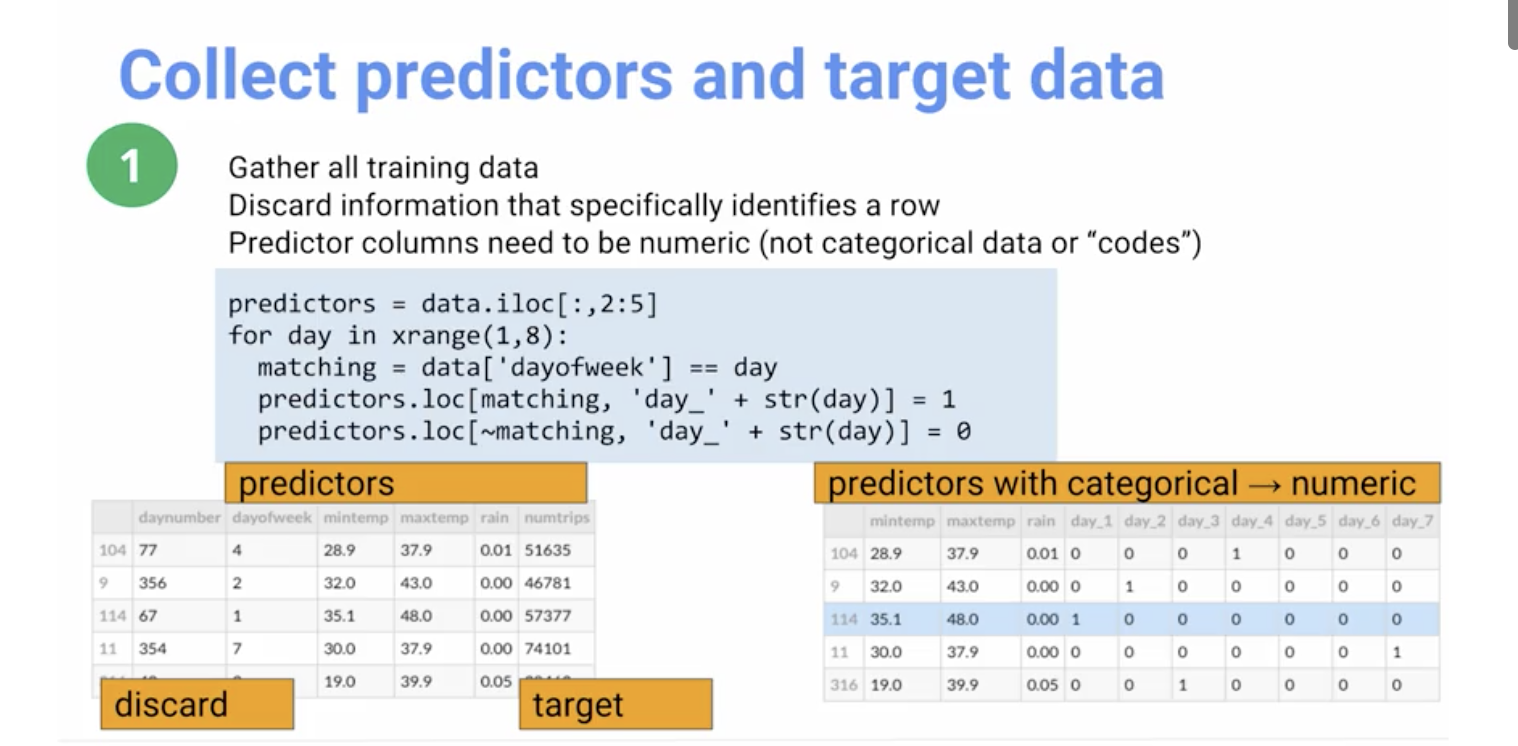 Collect predictors and target data
1
Gather all training data
Discard information that specifically identifies a row
Predictor columns need to be numeric (not categorical data or “codes”)
predictors = data.iloc[:,2:5]
for day in xrange(1,8):
  matching = data['dayofweek'] == day
  predictors.loc[matching, 'day_' + str(day)] = 1
  predictors.loc[~matching, 'day_' + str(day)] = 0
predictors
daynumber dayofweek mintemp maxtemp rain numtrips
104 77 4 28.9 37.9 0.01 51635
9 356 2 32.0 43.0 0.00 46781
114 67 1 35.1 48.0 0.00 57377
11 354 7 30.0 37.9 0.00 74101
19.0 39.9 0.05
discard
target
predictors with categorical → numeric
mintemp maxtemp rain day_1 day_2 day_3 day_4 day_5 day_6 day_7
104 28.9 37.9 0.01 0 0 0 1 0 0 0
9 32.0 43.0 0.00 0 1 0 0 0 0 0
114 35.1 48.0 0.00 1 0 0 0 0 0 0
11 30.0 37.9 0.00 0 0 0 0 0 0 1
316 19.0 39.9 0.05 0 0 1 0 0 0 0